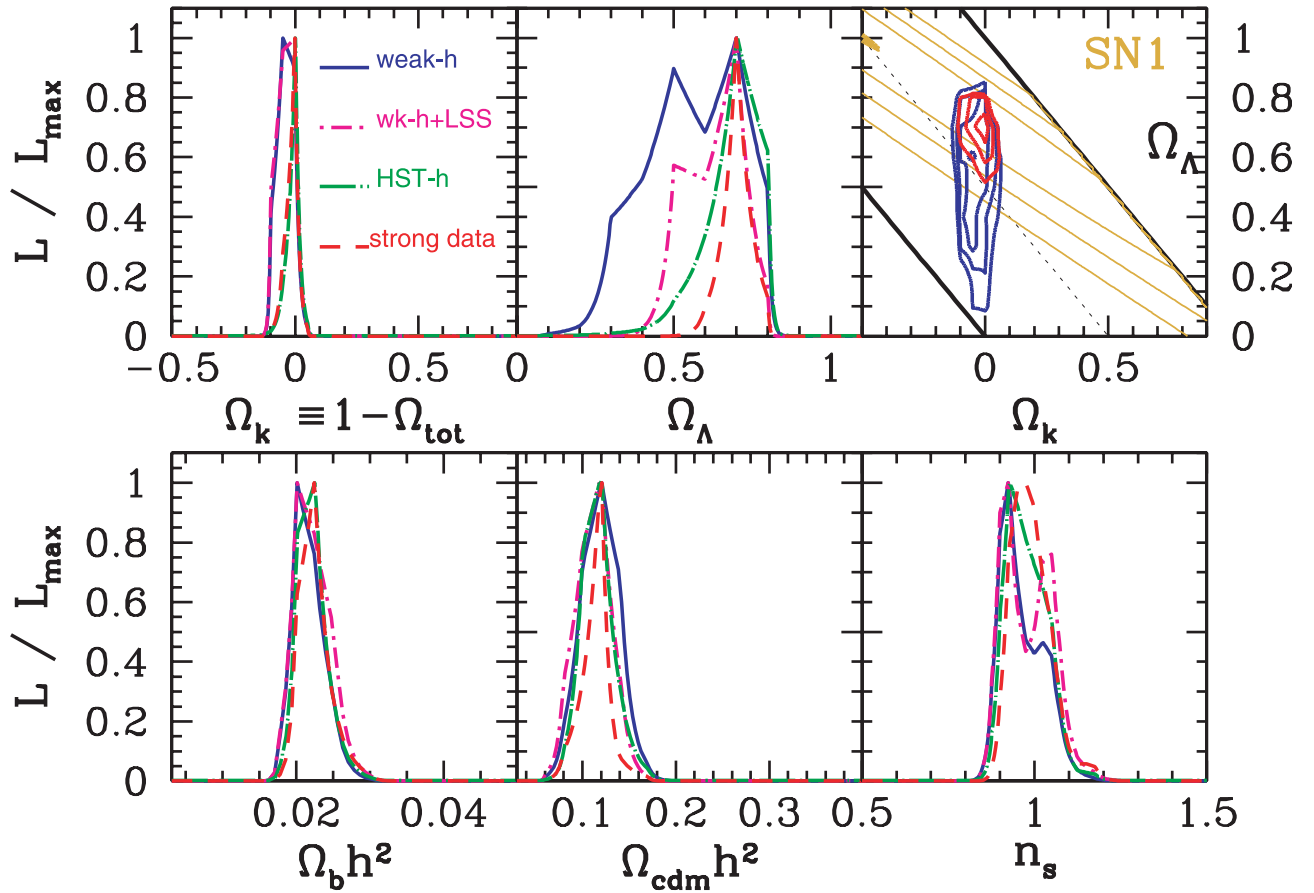 L / L_max
1
0.8
0.6
0.4
0.2
0
weak-h
wk-h+LSS
HST-h
strong data
SN1
1
0.8
0.6
0.4
0.2
0
Ω_Λ
−0.5 0 0.5 0 0.5 1 0 0.5
Ω_k ≡ 1−Ω_tot Ω_Λ Ω_k
L / L_max
1
0.8
0.6
0.4
0.2
0
0.02 0.04 0.1 0.2 0.3 0.5 1 1.5
Ω_b h² Ω_cdm h² n_s